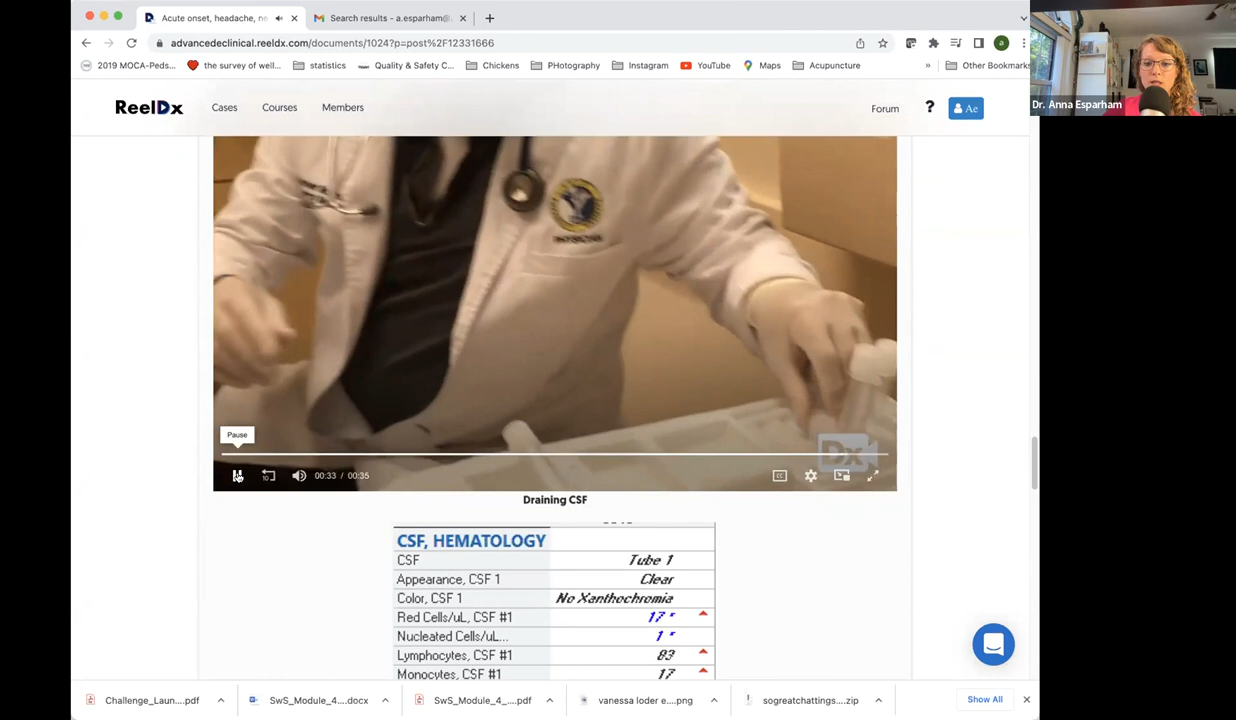 Acute onset, headache, ne
Search results - a.esparham@
advancedeclinical.reeldx.com/documents/1024?p=post%2F12331666
a
2019 MOCA-Peds...
the survey of well...
statistics
Quality & Safety C...
Chickens
PHotography
Instagram
YouTube
Maps
Acupuncture
»
Other Bookmarks
Dr. Anna Esparham
ReelDx
Cases
Courses
Members
Forum
?
Ae
Pause
Dx
10
00:33 / 00:35
CC
Draining CSF
CSF, HEMATOLOGY
CSF Tube 1
Appearance, CSF 1 Clear
Color, CSF 1 No Xanthochromia
Red Cells/uL, CSF #1 17 *
Nucleated Cells/uL... 1 *
Lymphocytes, CSF #1 83
Monocytes, CSF #1 17
Challenge_Laun....pdf
SwS_Module_4....docx
SwS_Module_4_....pdf
vanessa loder e....png
sogreatchattings....zip
Show All